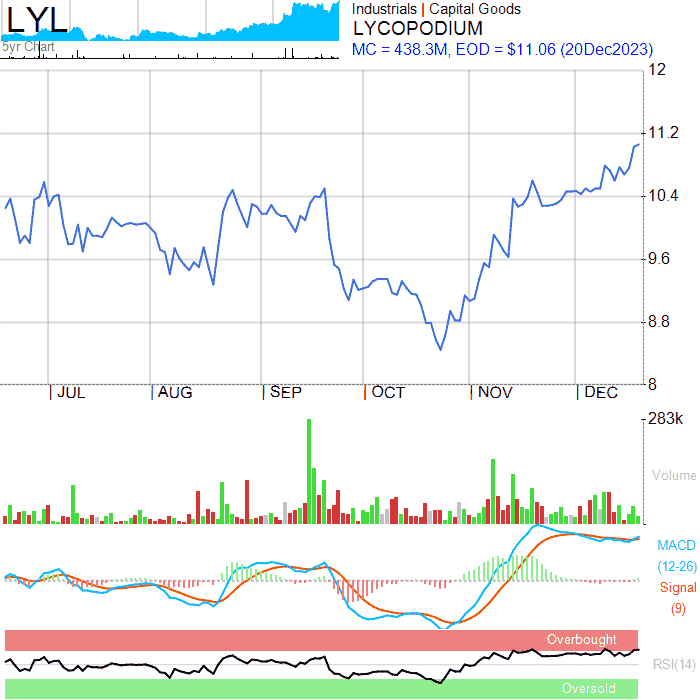 LYL
5yr Chart
Industrials | Capital Goods
LYCOPODIUM
MC = 438.3M, EOD = $11.06 (20Dec2023)
12
11.2
10.4
9.6
8.8
8
JUL AUG SEP OCT NOV DEC
283k
Volume
MACD
(12-26)
Signal
(9)
Overbought
RSI(14)
Oversold